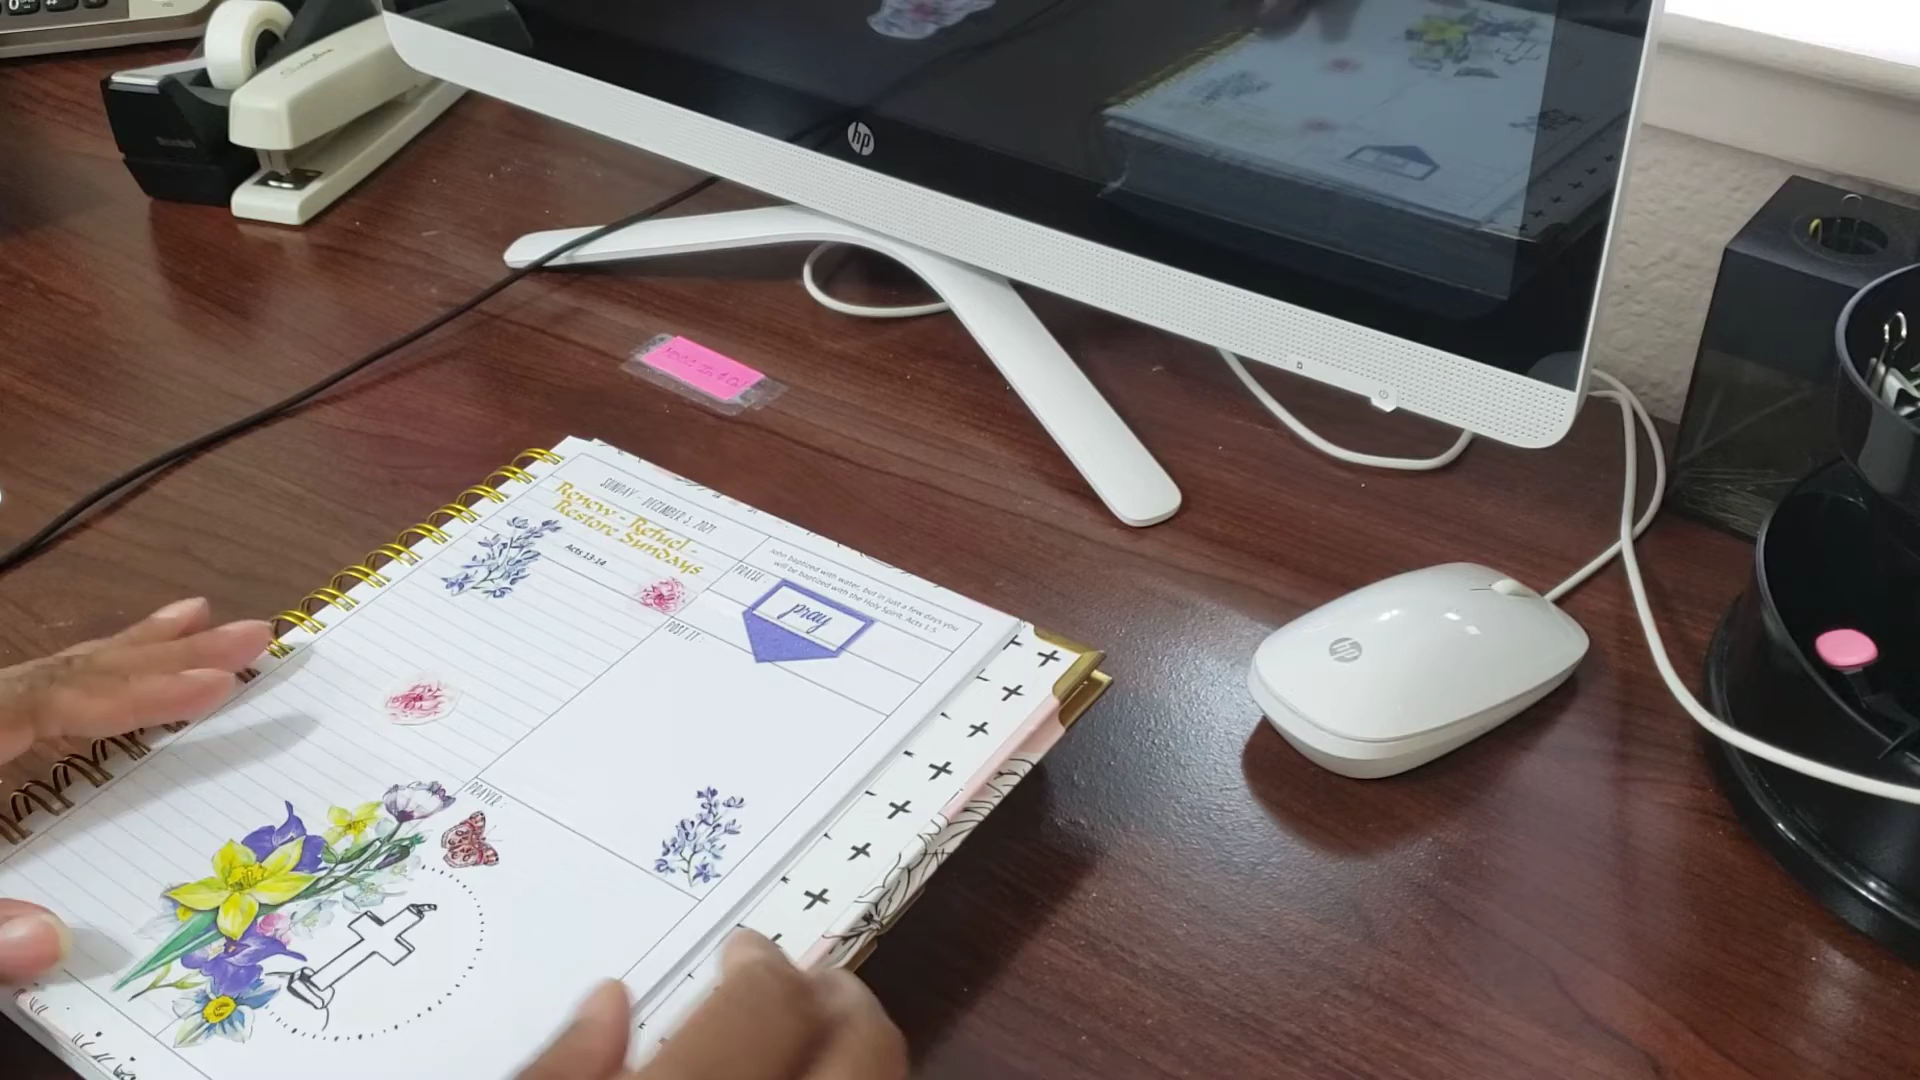 hp
SUNDAY - DECEMBER 5, 2021
Renew - Refuel -
Restore Sundays
Acts 13-14
John baptized with water, but in just a few days you
will be baptized with the Holy Spirit. Acts 1:5
PRAISE:
pray
POST IT:
PRAYER:
hp